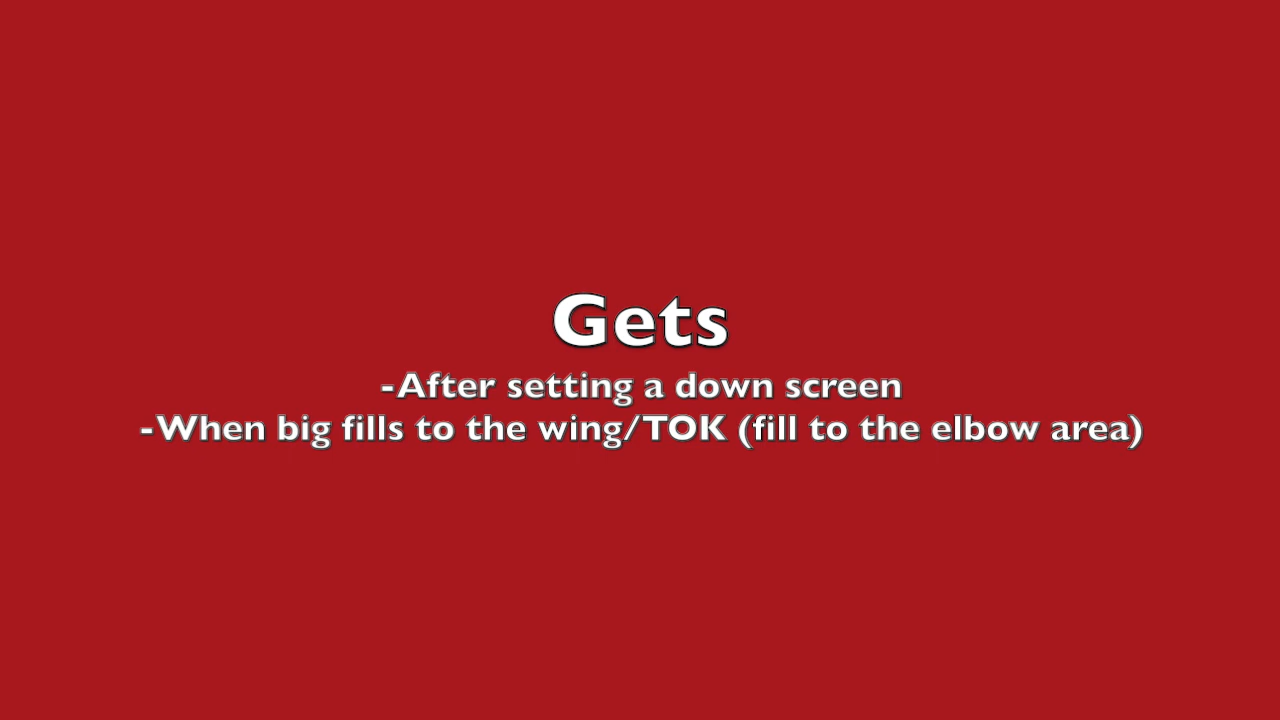 Gets
-After setting a down screen
-When big fills to the wing/TOK (fill to the elbow area)